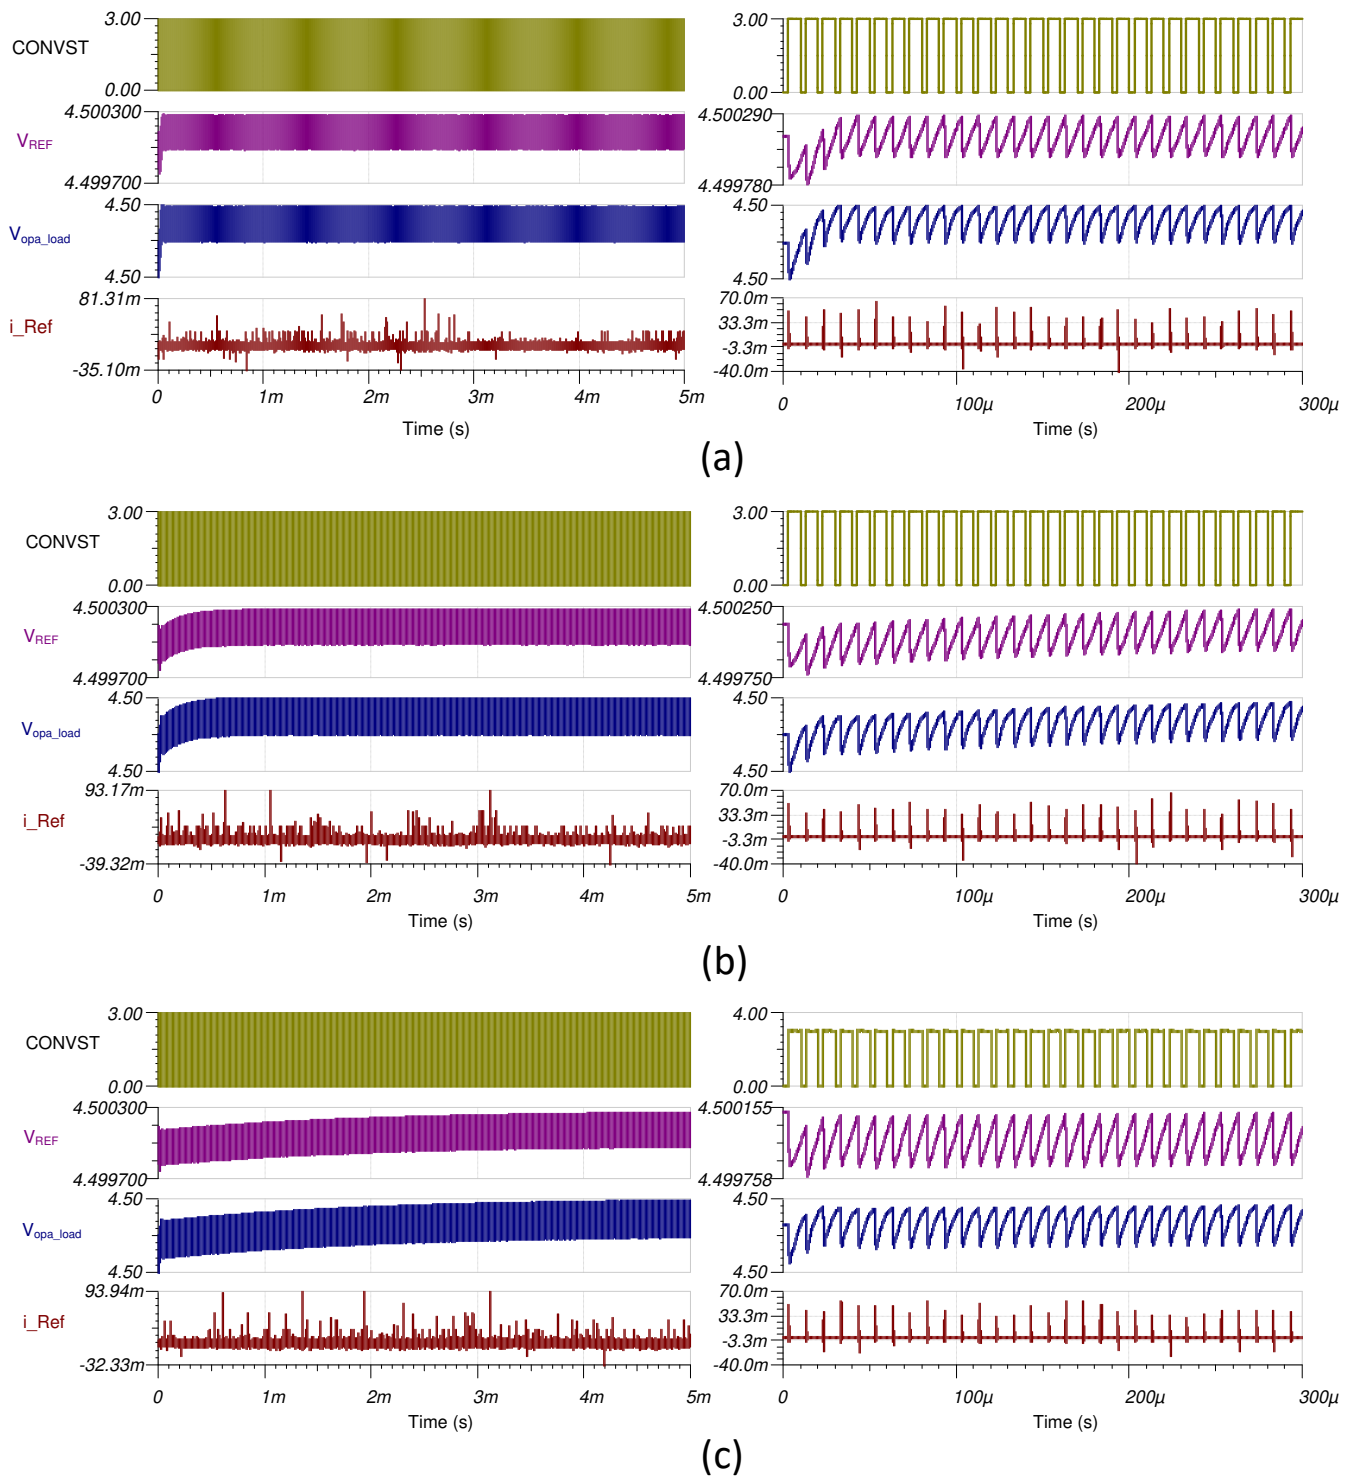 3.00 3.00
CONVST
0.00 0.00
4.500300 4.500290
VREF
4.499700 4.499780
4.50 4.50
Vopa_load
4.50 4.50
81.31m 70.0m
i_Ref 33.3m
-3.3m
-35.10m -40.0m
0 1m 2m 3m 4m 5m 0 100µ 200µ 300µ
Time (s) Time (s)
(a)
3.00 3.00
CONVST
0.00 0.00
4.500300 4.500250
VREF
4.499700 4.499750
4.50 4.50
Vopa_load
4.50 4.50
93.17m 70.0m
i_Ref 33.3m
-3.3m
-39.32m -40.0m
0 1m 2m 3m 4m 5m 0 100µ 200µ 300µ
Time (s) Time (s)
(b)
3.00 4.00
CONVST
0.00 0.00
4.500300 4.500155
VREF
4.499700 4.499758
4.50 4.50
Vopa_load
4.50 4.50
93.94m 70.0m
i_Ref 33.3m
-3.3m
-32.33m -40.0m
0 1m 2m 3m 4m 5m 0 100µ 200µ 300µ
Time (s) Time (s)
(c)